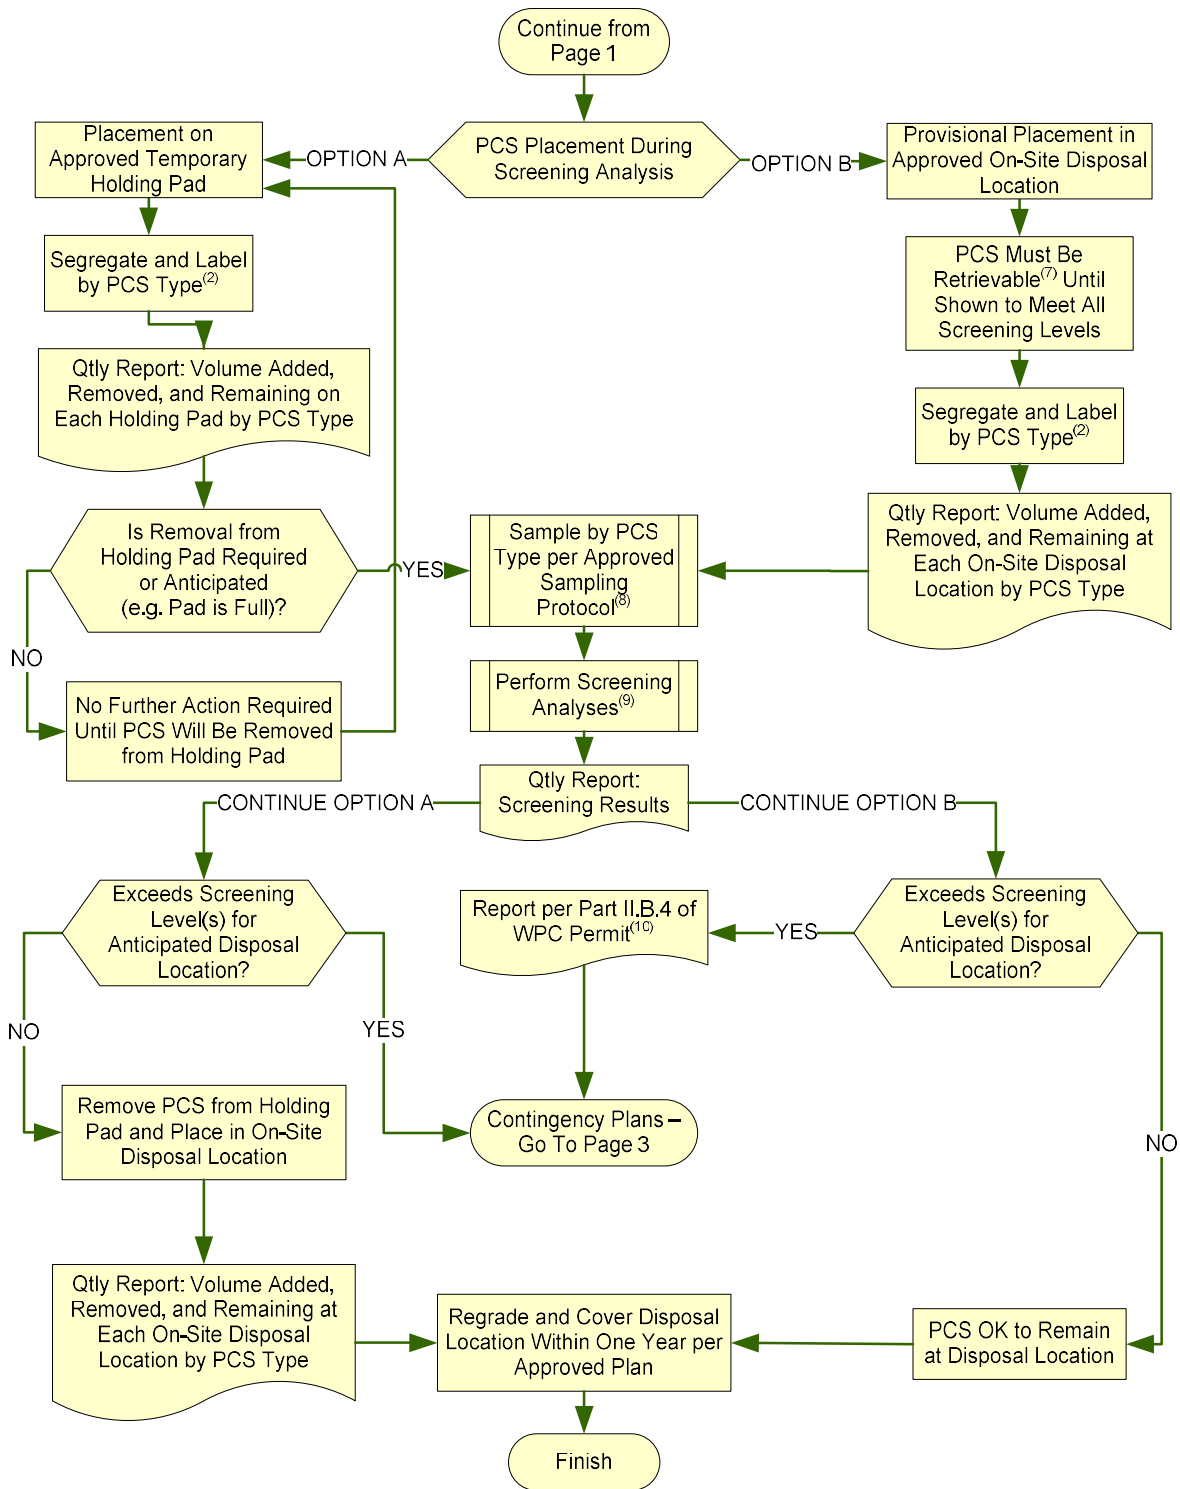 Continue from
Page 1
PCS Placement During
Screening Analysis
OPTION A
OPTION B
Placement on
Approved Temporary
Holding Pad
Provisional Placement in
Approved On-Site Disposal
Location
Segregate and Label
by PCS Type(2)
PCS Must Be
Retrievable(7) Until
Shown to Meet All
Screening Levels
Qtly Report: Volume Added,
Removed, and Remaining on
Each Holding Pad by PCS Type
Segregate and Label
by PCS Type(2)
Is Removal from
Holding Pad Required
or Anticipated
(e.g. Pad is Full)?
YES
NO
Sample by PCS
Type per Approved
Sampling
Protocol(8)
Qtly Report: Volume Added,
Removed, and Remaining at
Each On-Site Disposal
Location by PCS Type
No Further Action Required
Until PCS Will Be Removed
from Holding Pad
Perform Screening
Analyses(9)
Qtly Report:
Screening Results
CONTINUE OPTION A
CONTINUE OPTION B
Exceeds Screening
Level(s) for
Anticipated Disposal
Location?
Report per Part II.B.4 of
WPC Permit(10)
YES
Exceeds Screening
Level(s) for
Anticipated Disposal
Location?
NO
YES
Remove PCS from Holding
Pad and Place in On-Site
Disposal Location
Contingency Plans –
Go To Page 3
NO
Qtly Report: Volume Added,
Removed, and Remaining at
Each On-Site Disposal
Location by PCS Type
Regrade and Cover Disposal
Location Within One Year per
Approved Plan
PCS OK to Remain
at Disposal Location
Finish